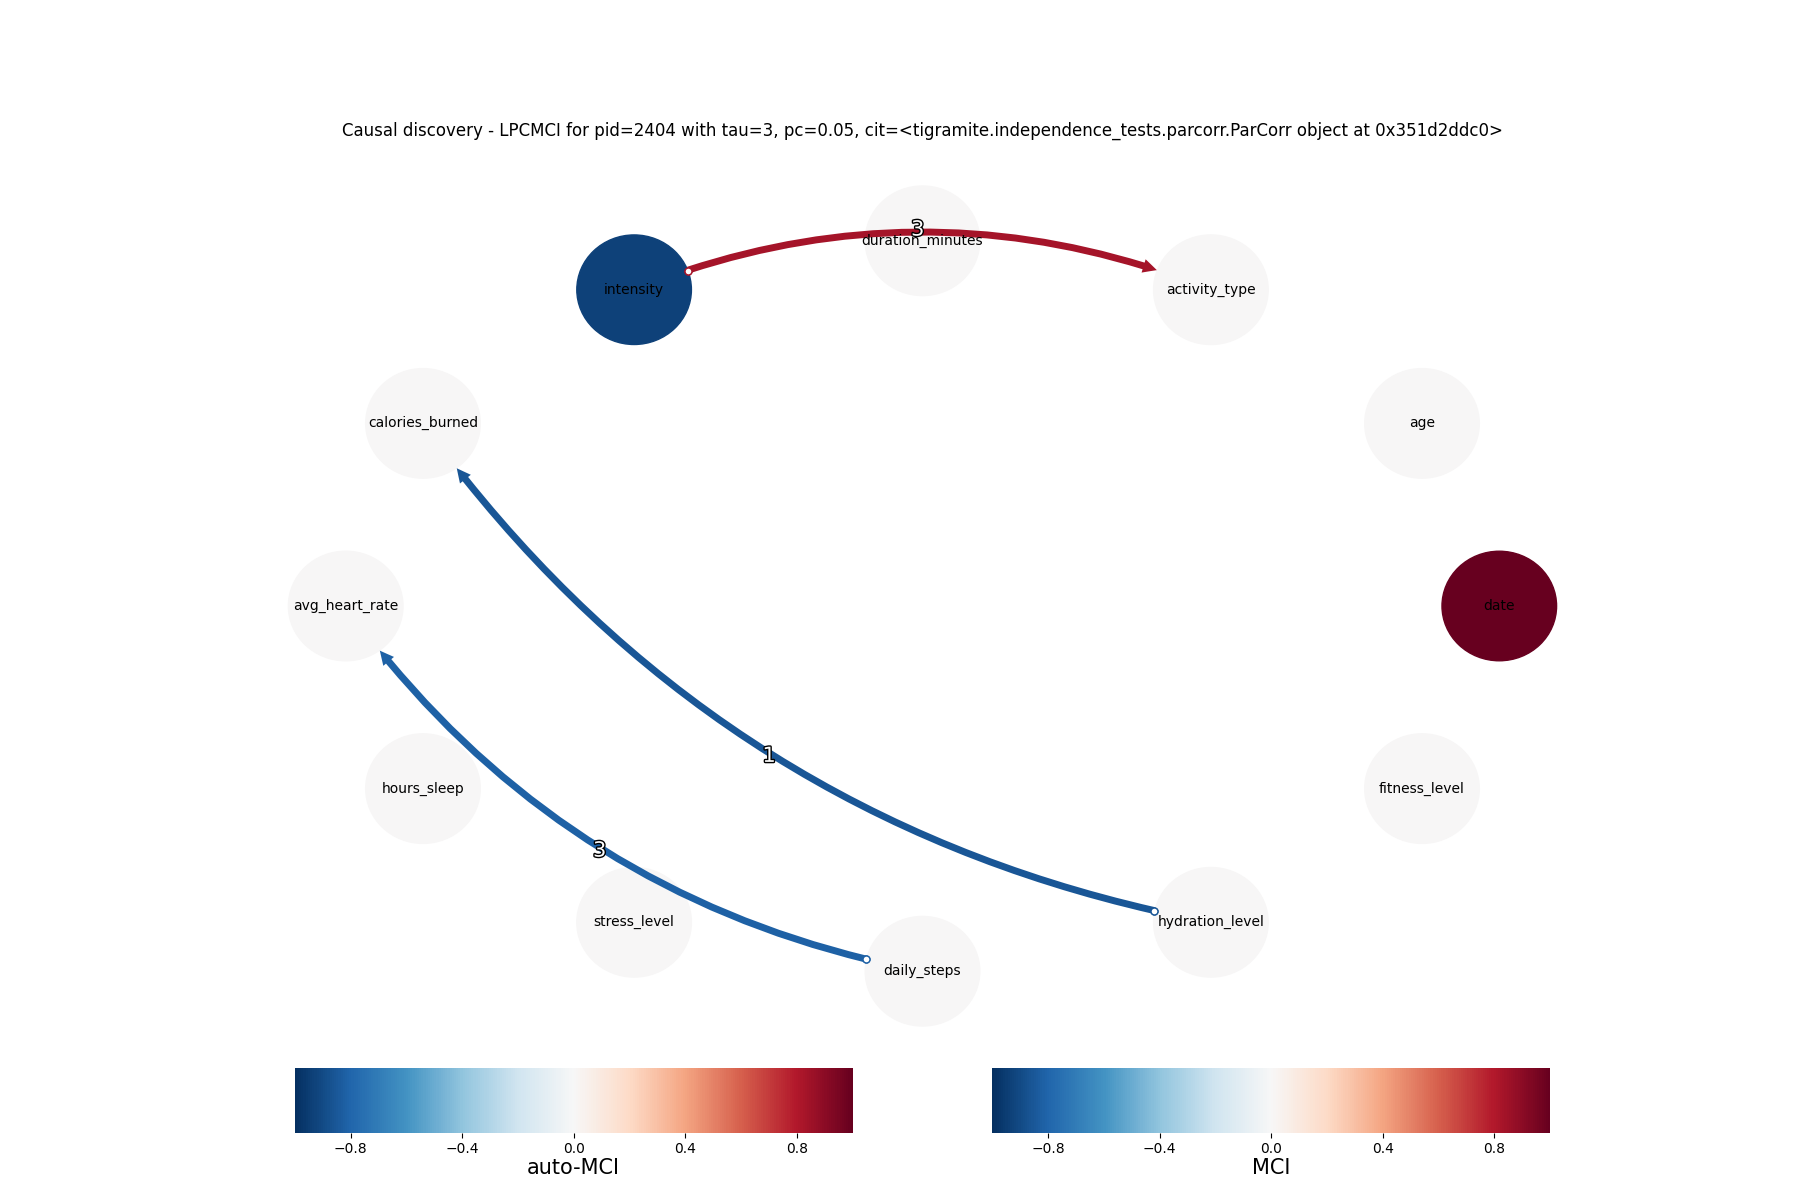 Causal discovery - LPCMCI for pid=2404 with tau=3, pc=0.05, cit=<tigramite.independence_tests.parcorr.ParCorr object at 0x351d2ddc0>
3
duration_minutes
intensity
activity_type
calories_burned
age
avg_heart_rate
date
1
hours_sleep
fitness_level
3
stress_level
hydration_level
daily_steps
−0.8 −0.4 0.0 0.4 0.8
auto-MCI
−0.8 −0.4 0.0 0.4 0.8
MCI